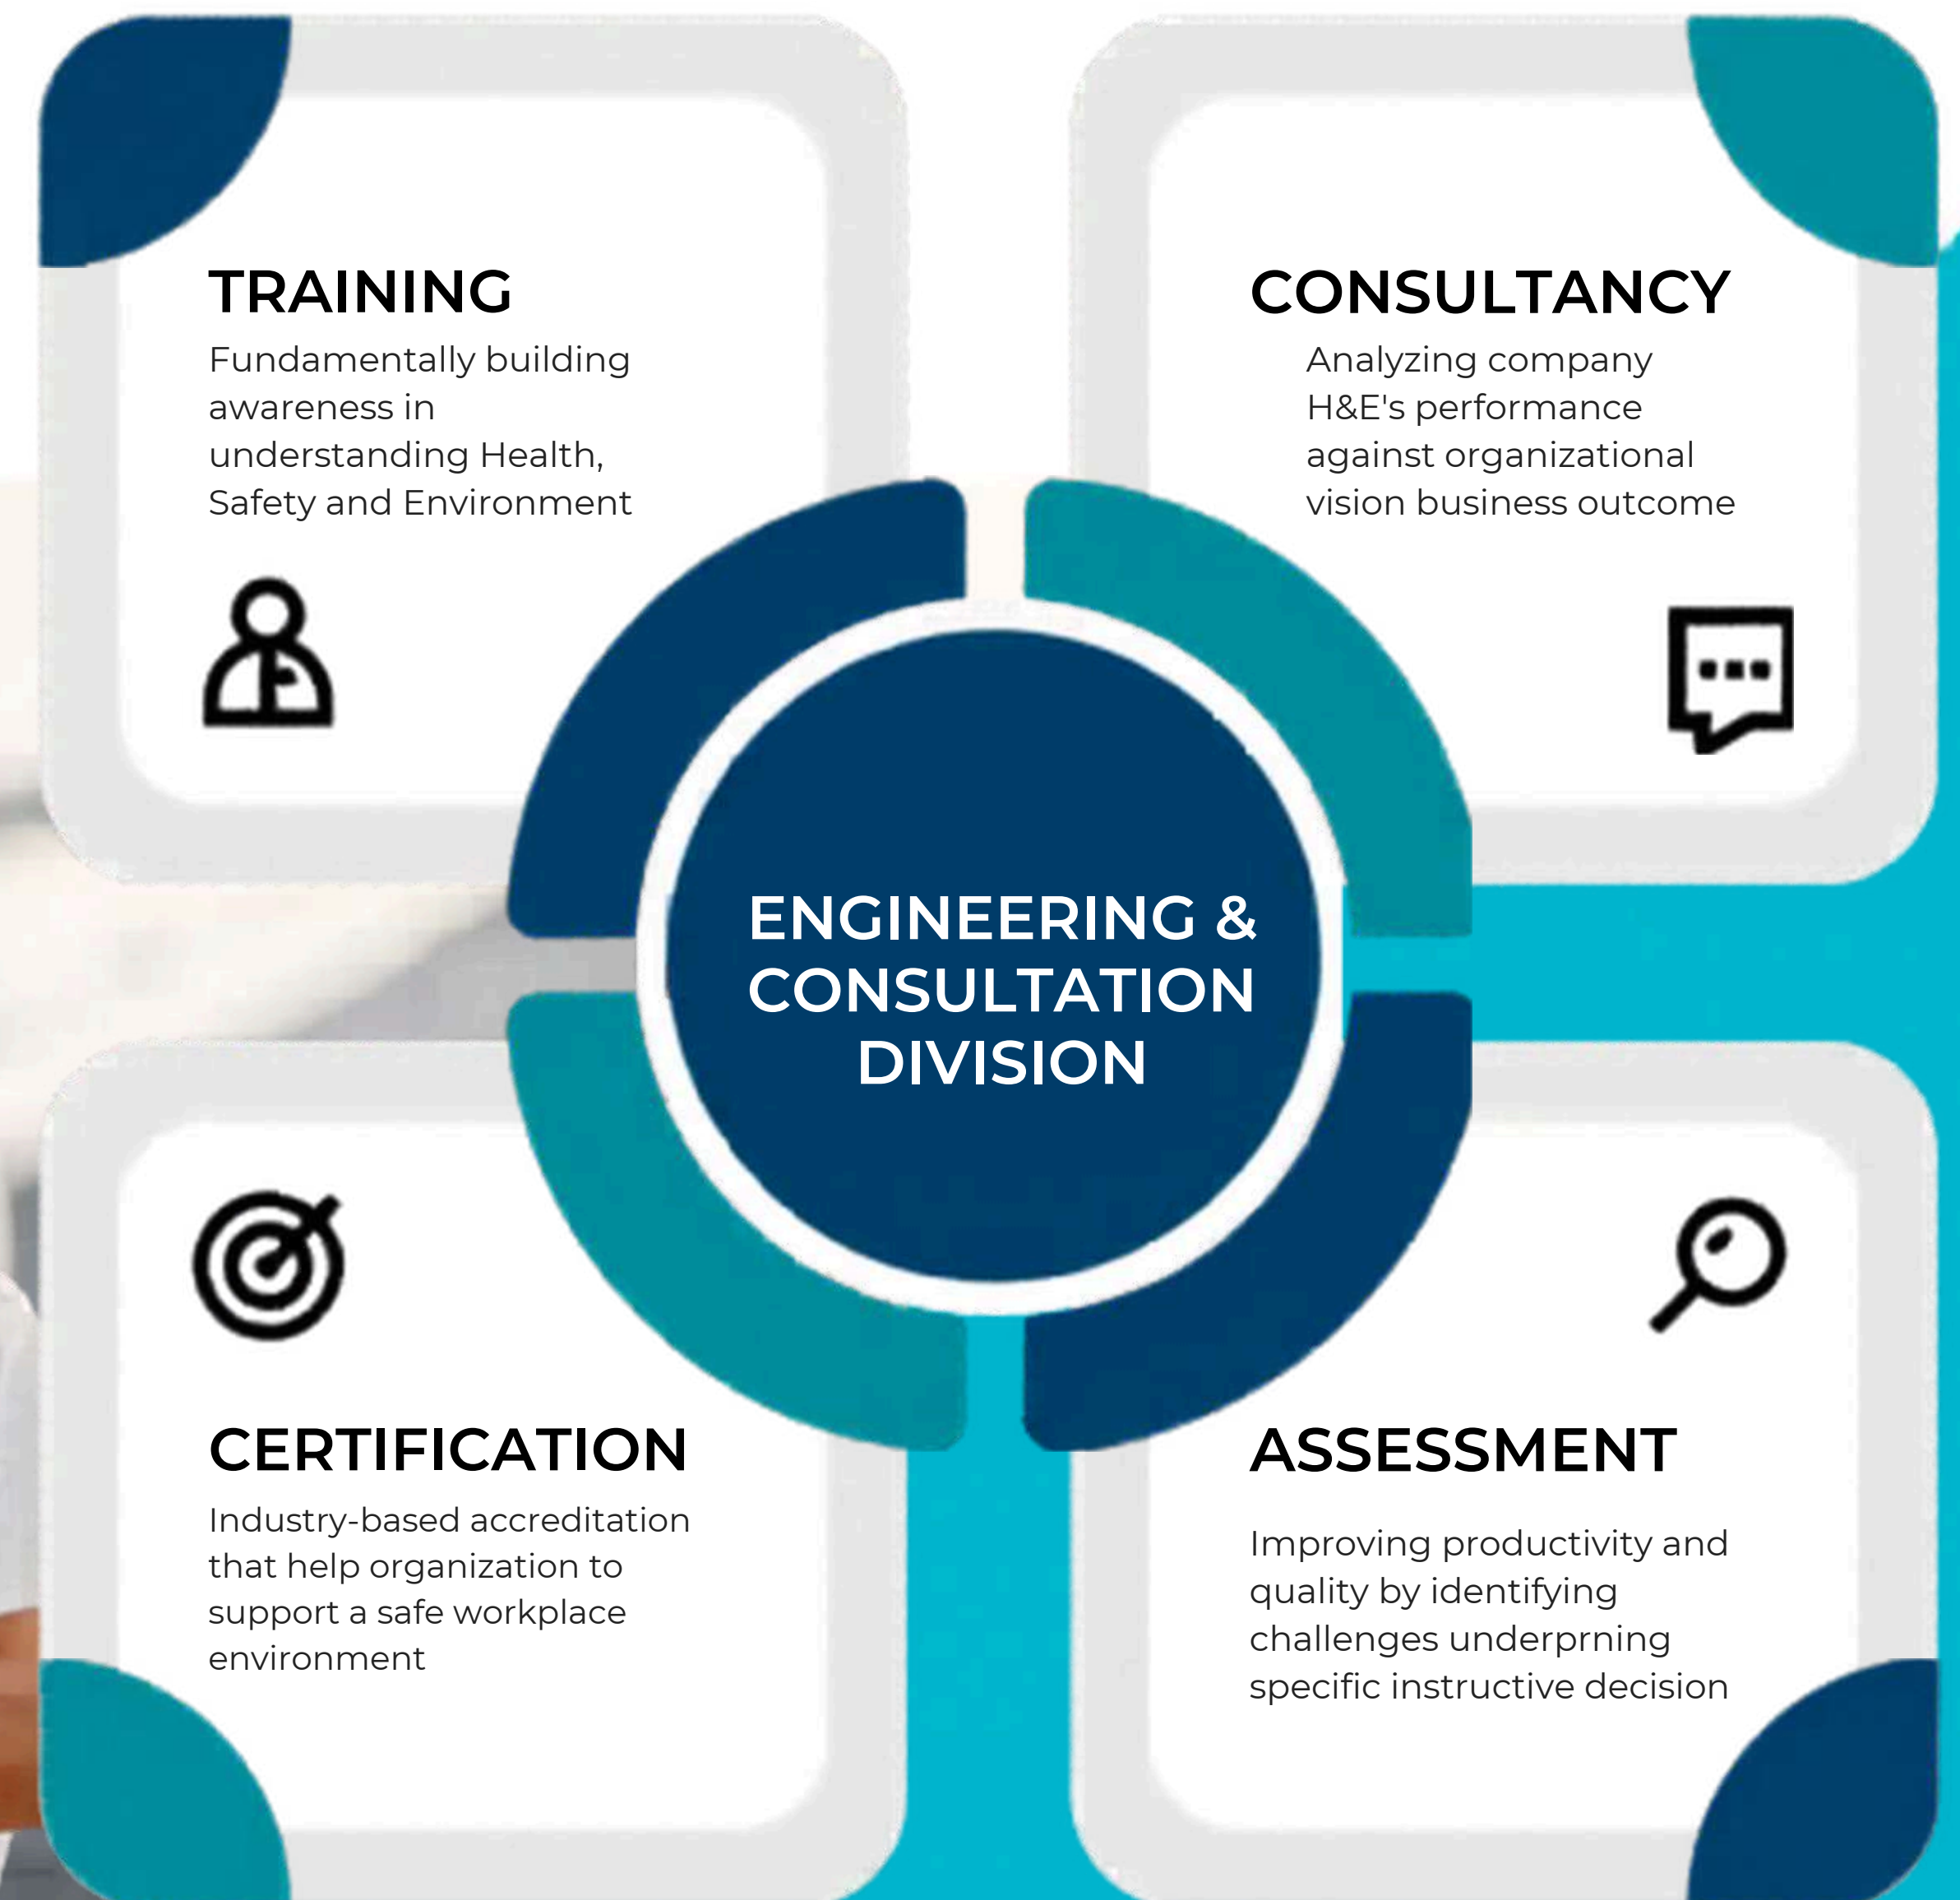 TRAINING
Fundamentally building
awareness in
understanding Health,
Safety and Environment
CONSULTANCY
Analyzing company
H&E's performance
against organizational
vision business outcome
ENGINEERING &
CONSULTATION
DIVISION
CERTIFICATION
Industry-based accreditation
that help organization to
support a safe workplace
environment
ASSESSMENT
Improving productivity and
quality by identifying
challenges underprning
specific instructive decision